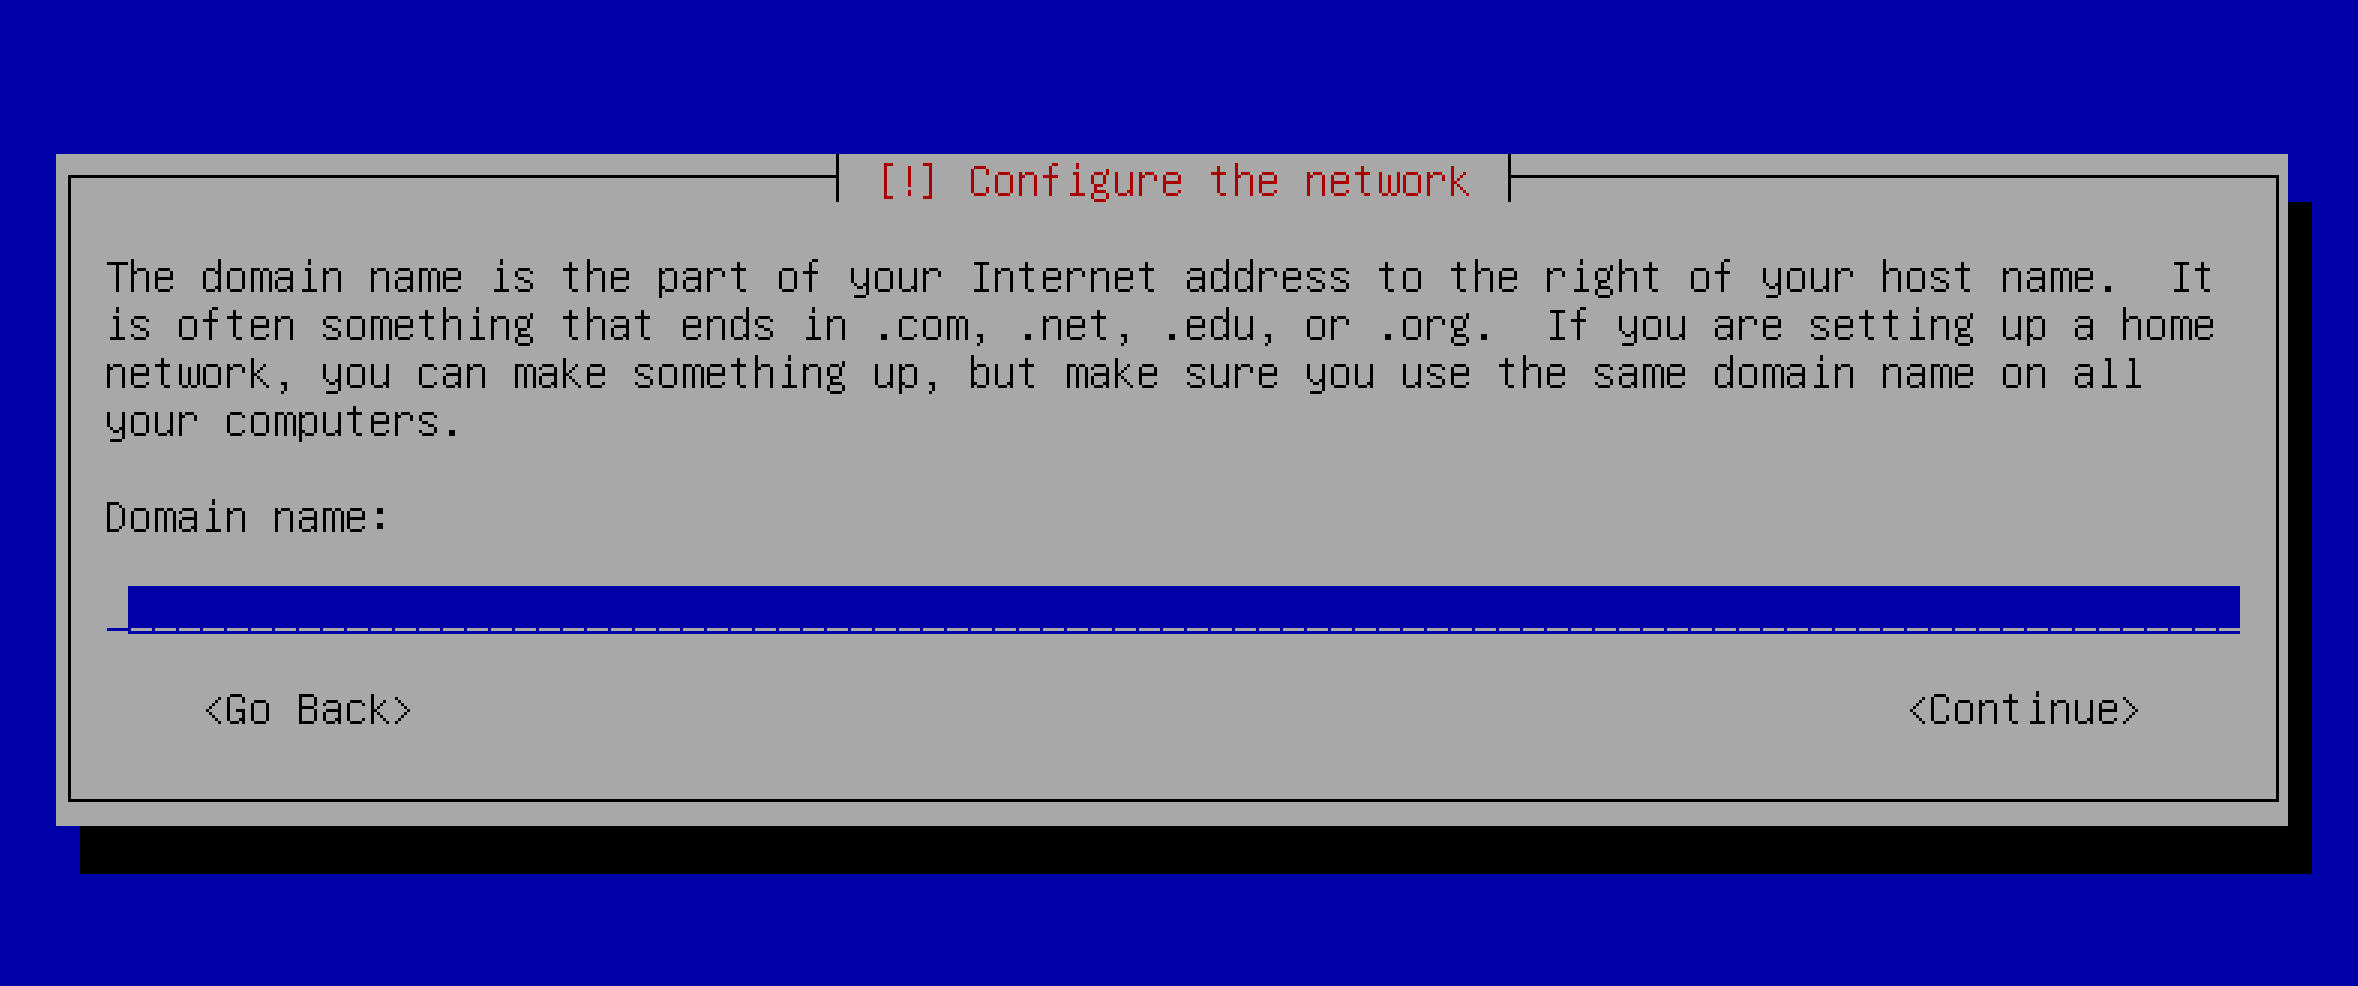 [!] Configure the network
The domain name is the part of your Internet address to the right of your host name.  It
is often something that ends in .com, .net, .edu, or .org.  If you are setting up a home
network, you can make something up, but make sure you use the same domain name on all
your computers.
Domain name:
<Go Back> <Continue>